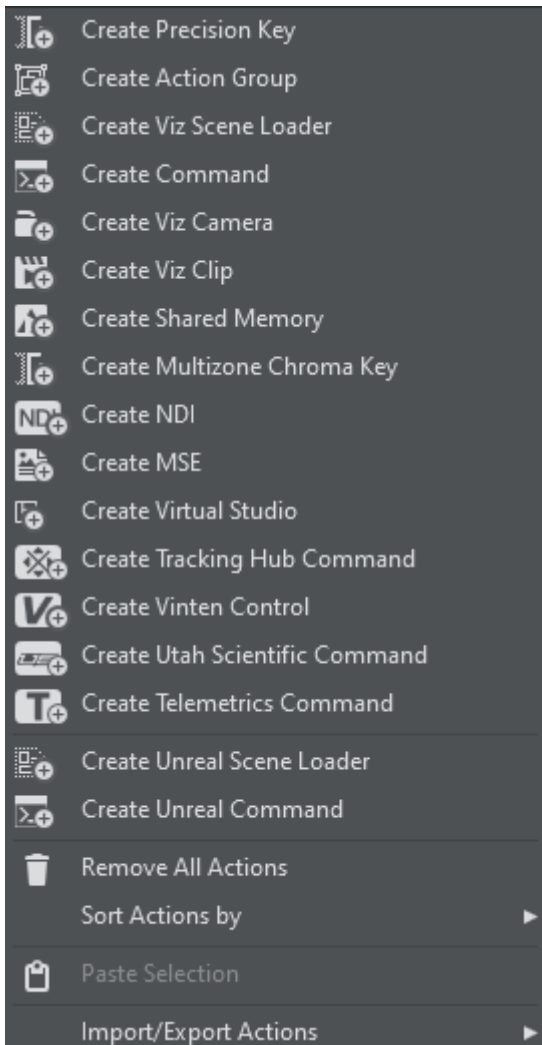 Create Precision Key
Create Action Group
Create Viz Scene Loader
Create Command
Create Viz Camera
Create Viz Clip
Create Shared Memory
Create Multizone Chroma Key
NDI Create NDI
Create MSE
Create Virtual Studio
Create Tracking Hub Command
V Create Vinten Control
Create Utah Scientific Command
T Create Telemetrics Command
Create Unreal Scene Loader
Create Unreal Command
Remove All Actions
Sort Actions by
Paste Selection
Import/Export Actions